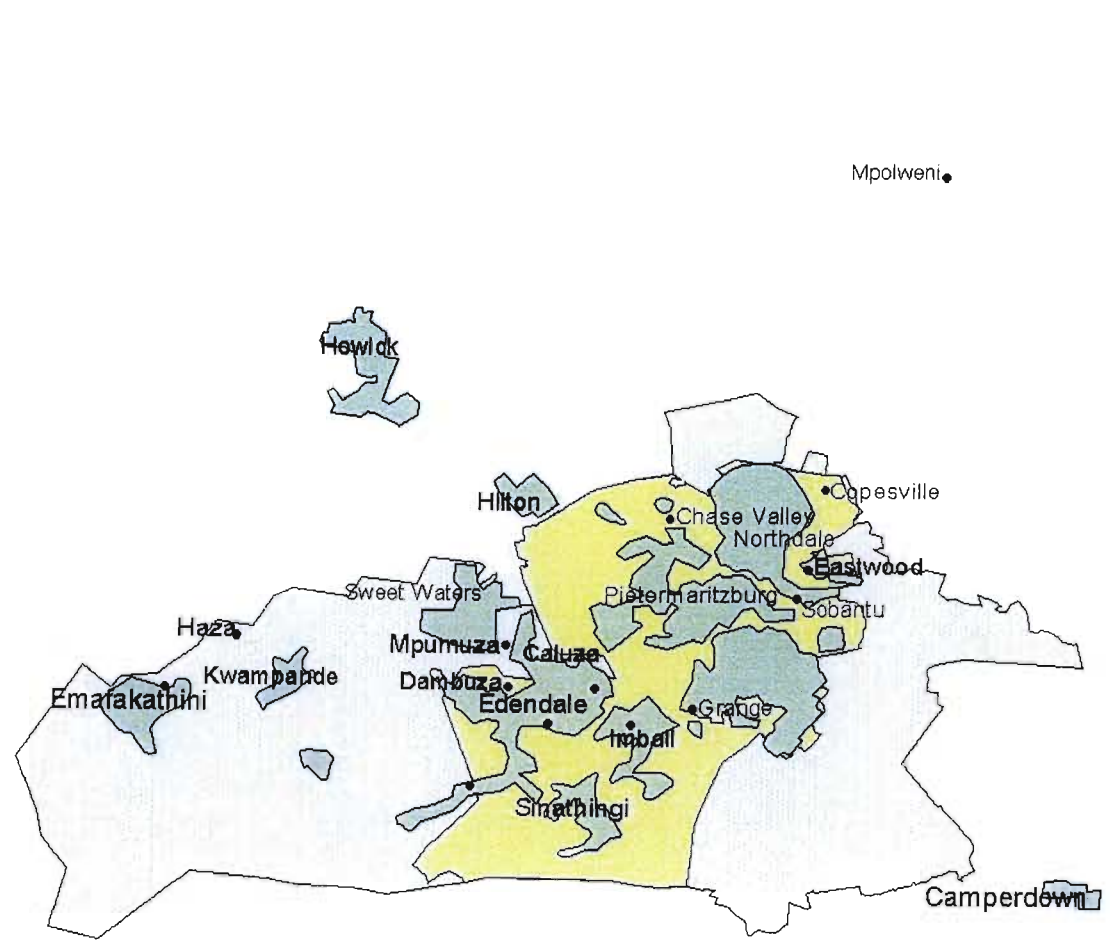 Mpolweni
Howick
Hilton
Copesville
Chase Valley
Northdale
Eastwood
Sweet Waters
Pietermaritzburg
Sobantu
Haza
Mpumuza
Caluza
Kwampande
Dambuza
Emafakathini
Edendale
Grange
Imbali
Sinathingi
Camperdown